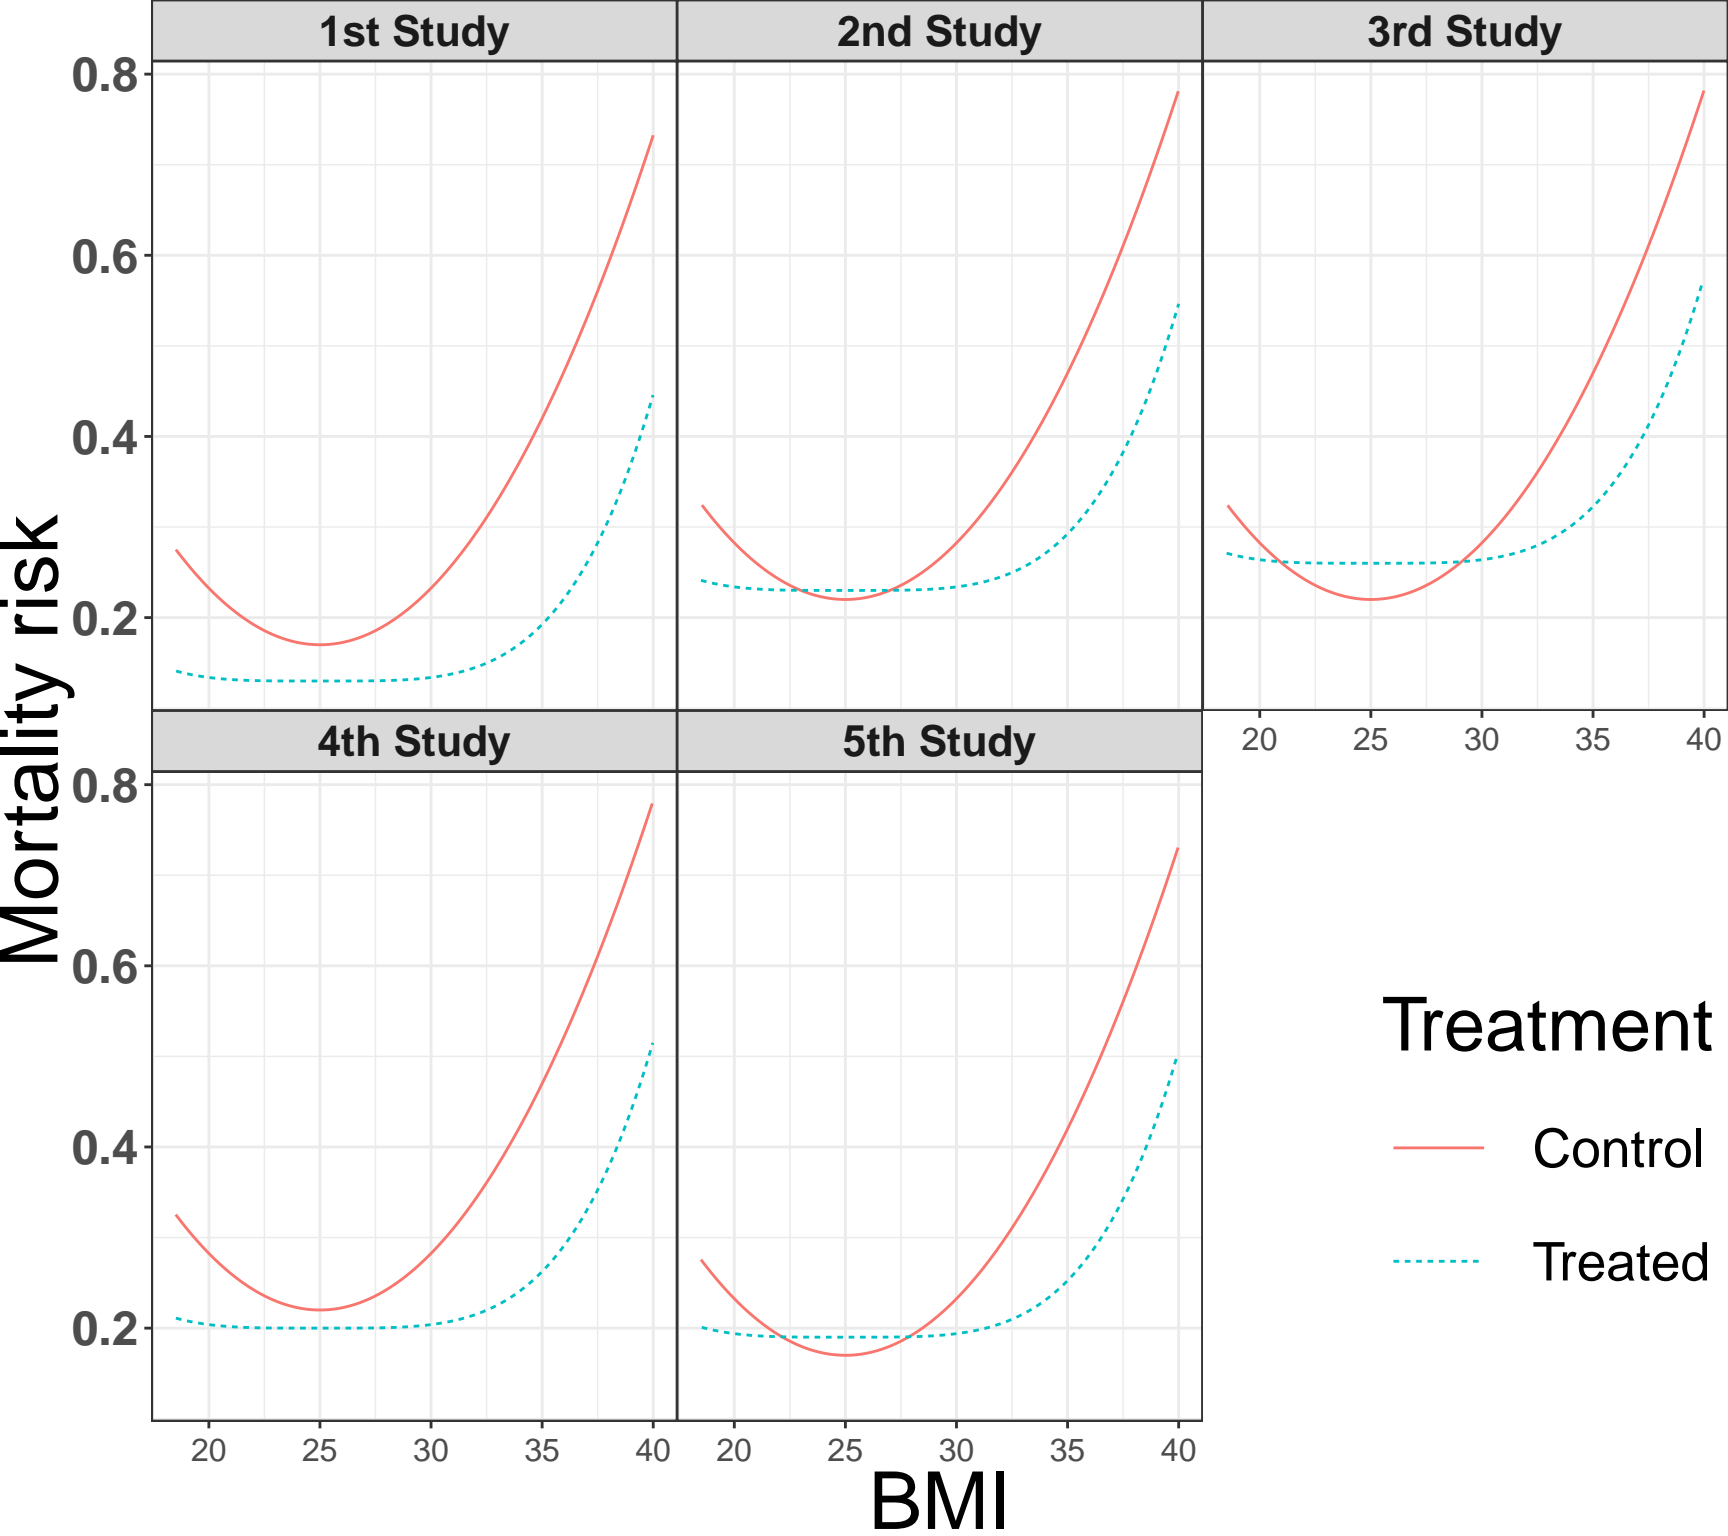 1st Study
2nd Study
3rd Study
0.8
0.6
0.4
0.2
20 25 30 35 40
4th Study
5th Study
0.8
0.6
0.4
0.2
20 25 30 35 40
20 25 30 35 40
Mortality risk
BMI
Treatment
Control
Treated